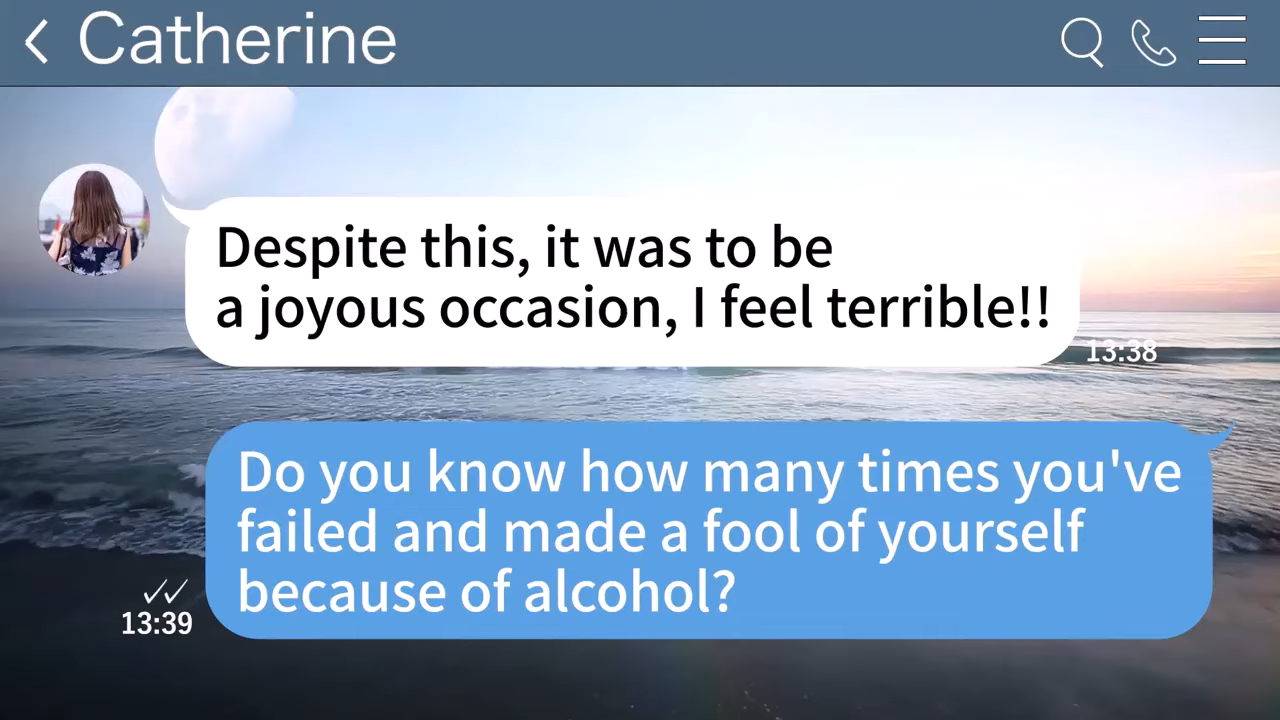 Catherine
Despite this, it was to be
a joyous occasion, I feel terrible!!
13:38
Do you know how many times you've
failed and made a fool of yourself
because of alcohol?
13:39